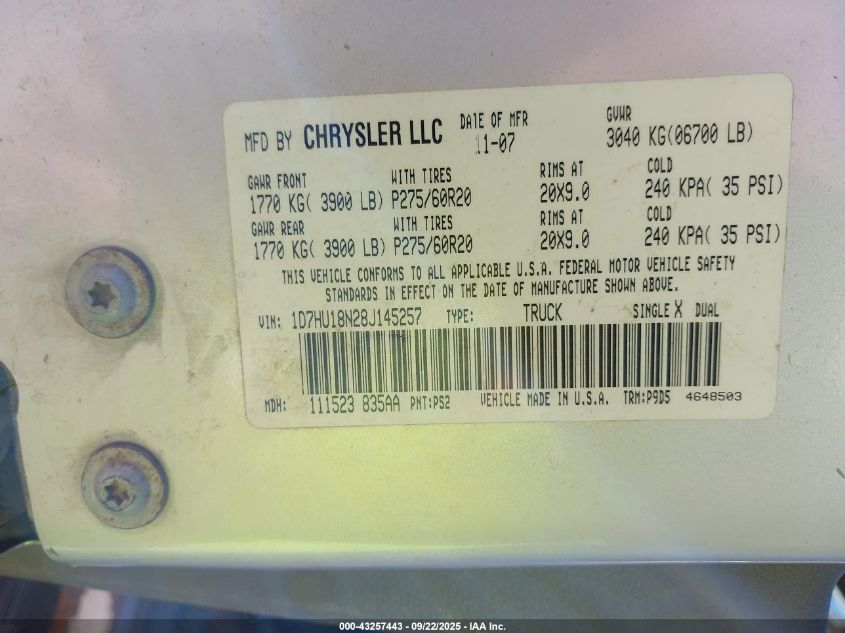 MFD BY CHRYSLER LLC DATE OF MFR 11-07 GVWR 3040 KG(06700 LB)
GAWR FRONT WITH TIRES RIMS AT COLD
1770 KG( 3900 LB) P275/60R20 20X9.0 240 KPA( 35 PSI)
GAWR REAR WITH TIRES RIMS AT COLD
1770 KG( 3900 LB) P275/60R20 20X9.0 240 KPA( 35 PSI)
THIS VEHICLE CONFORMS TO ALL APPLICABLE U.S.A. FEDERAL MOTOR VEHICLE SAFETY
STANDARDS IN EFFECT ON THE DATE OF MANUFACTURE SHOWN ABOVE.
VIN: 1D7HU18N28J145257 TYPE: TRUCK SINGLE X DUAL
MDH: 111523 835AA PNT:PS2 VEHICLE MADE IN U.S.A. TRM:P9D5 4648503
000-43257443 - 09/22/2025 - IAA Inc.